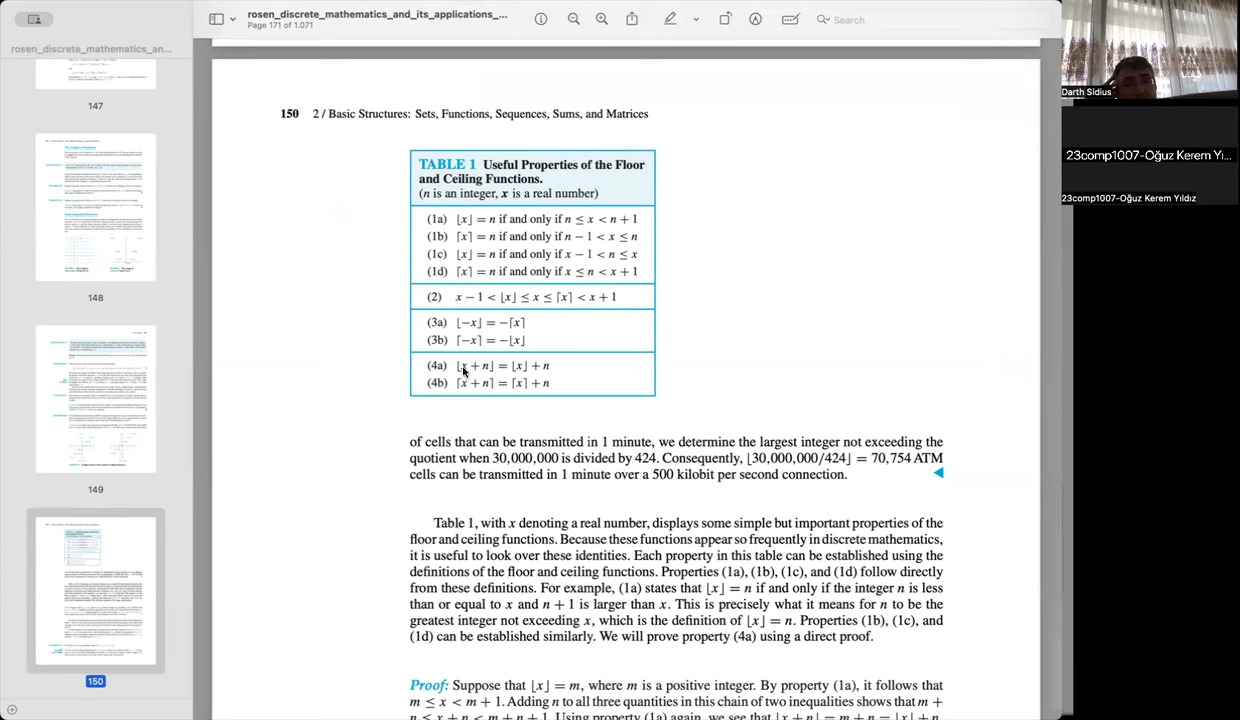 rosen_discrete_mathematics_and_its_applications_...
Page 171 of 1.071
Search
rosen_discrete_mathematics_an...
147
148
149
150
150 2 / Basic Structures: Sets, Functions, Sequences, Sums, and Matrices
TABLE 1 Useful Properties of the Floor
and Ceiling Functions.
(n is an integer, x is a real number)
(1a) ⌊x⌋ = n if and only if n ≤ x < n + 1
(1b) ⌈x⌉ = n if and only if n − 1 < x ≤ n
(1c) ⌊x⌋ = n if and only if x − 1 < n ≤ x
(1d) ⌈x⌉ = n if and only if x ≤ n < x + 1
(2) x − 1 < ⌊x⌋ ≤ x ≤ ⌈x⌉ < x + 1
(3a) ⌊−x⌋ = −⌈x⌉
(3b) ⌈−x⌉ = −⌊x⌋
(4a) ⌊x + n⌋ = ⌊x⌋ + n
(4b) ⌈x + n⌉ = ⌈x⌉ + n
of cells that can be transmitted in 1 minute, we determine the largest integer not exceeding the
quotient when 30,000,000 is divided by 424. Consequently, ⌊30,000,000/424⌋ = 70,754 ATM
cells can be transmitted in 1 minute over a 500 kilobit per second connection.
Table 1, with x denoting a real number, displays some simple but important properties of the
floor and ceiling functions. Because these functions appear so frequently in discrete mathematics,
it is useful to look over these identities. Each property in this table can be established using the
definitions of the floor and ceiling functions. Properties (1a), (1b), (1c), and (1d) follow directly
from these definitions. For example, (1a) states that ⌊x⌋ = n if and only if the integer n is less
than or equal to x and n + 1 is larger than x. This is precisely what it means for n to be the
greatest integer not exceeding x, which is the definition of ⌊x⌋ = n. Properties (1b), (1c), and
(1d) can be established similarly. We will prove property (4a) using a direct proof.
Proof: Suppose that ⌊x⌋ = m, where m is a positive integer. By property (1a), it follows that
m ≤ x < m + 1. Adding n to all three quantities in this chain of two inequalities shows that m +
n ≤ x + n < m + n + 1. Using property (1a) again, we see that ⌊x + n⌋ = m + n = ⌊x⌋ + n.
Darth Sidius
23comp1007-Oğuz Kerem Yı...
23comp1007-Oğuz Kerem Yıldız